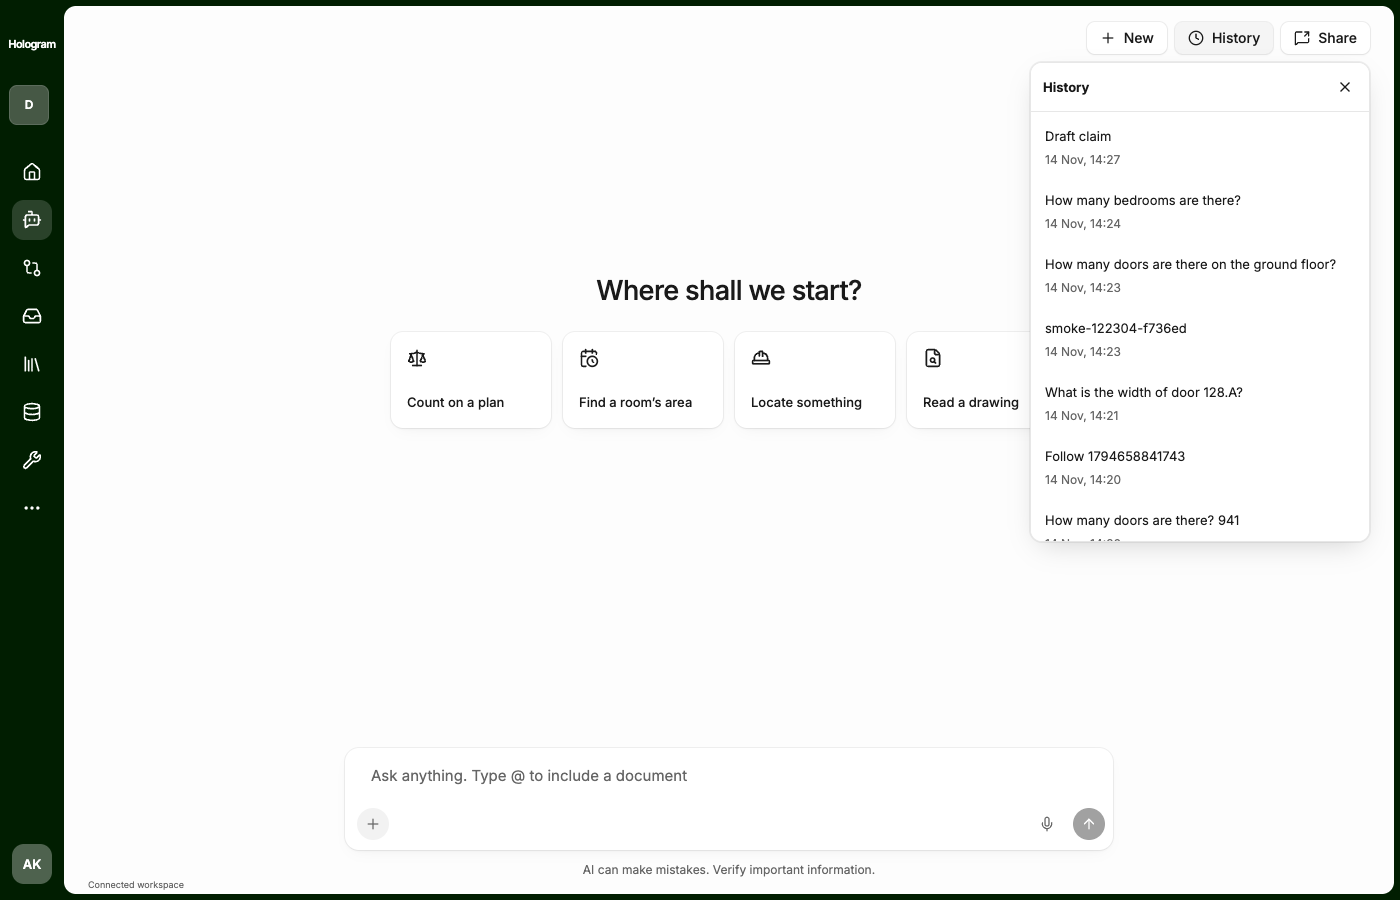 Hologram
D
New
History
Share
History
Draft claim
14 Nov, 14:27
How many bedrooms are there?
14 Nov, 14:24
How many doors are there on the ground floor?
14 Nov, 14:23
smoke-122304-f736ed
14 Nov, 14:23
What is the width of door 128.A?
14 Nov, 14:21
Follow 1794658841743
14 Nov, 14:20
How many doors are there? 941
Where shall we start?
Count on a plan
Find a room’s area
Locate something
Read a drawing
Ask anything. Type @ to include a document
AI can make mistakes. Verify important information.
AK
Connected workspace